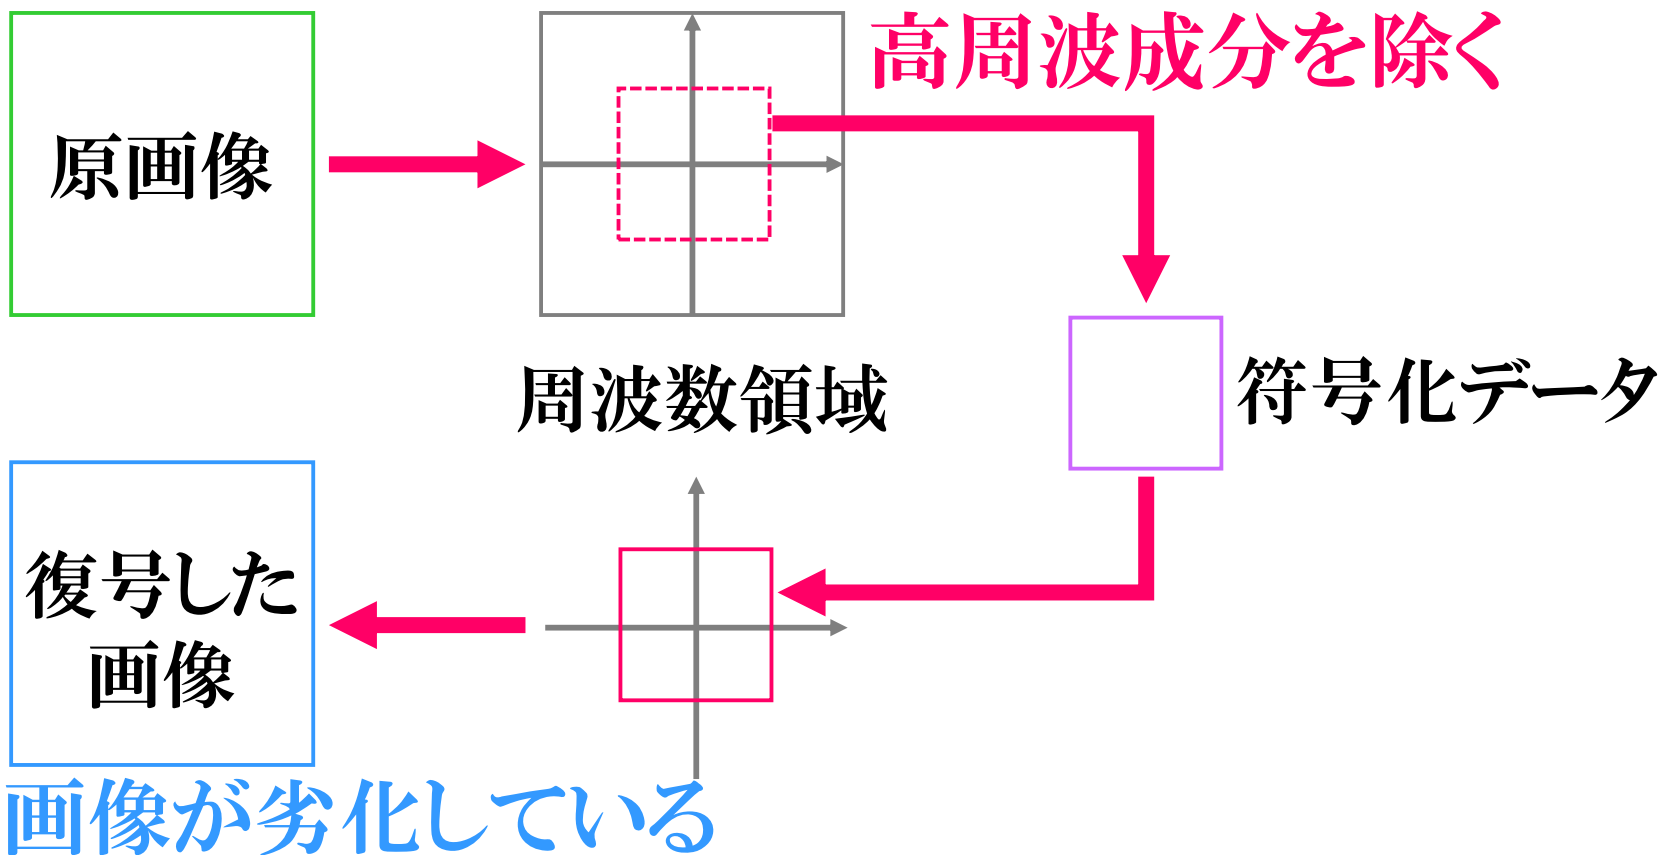 高周波成分を除く
原画像
周波数領域
符号化データ
復号した
画像
画像が劣化している